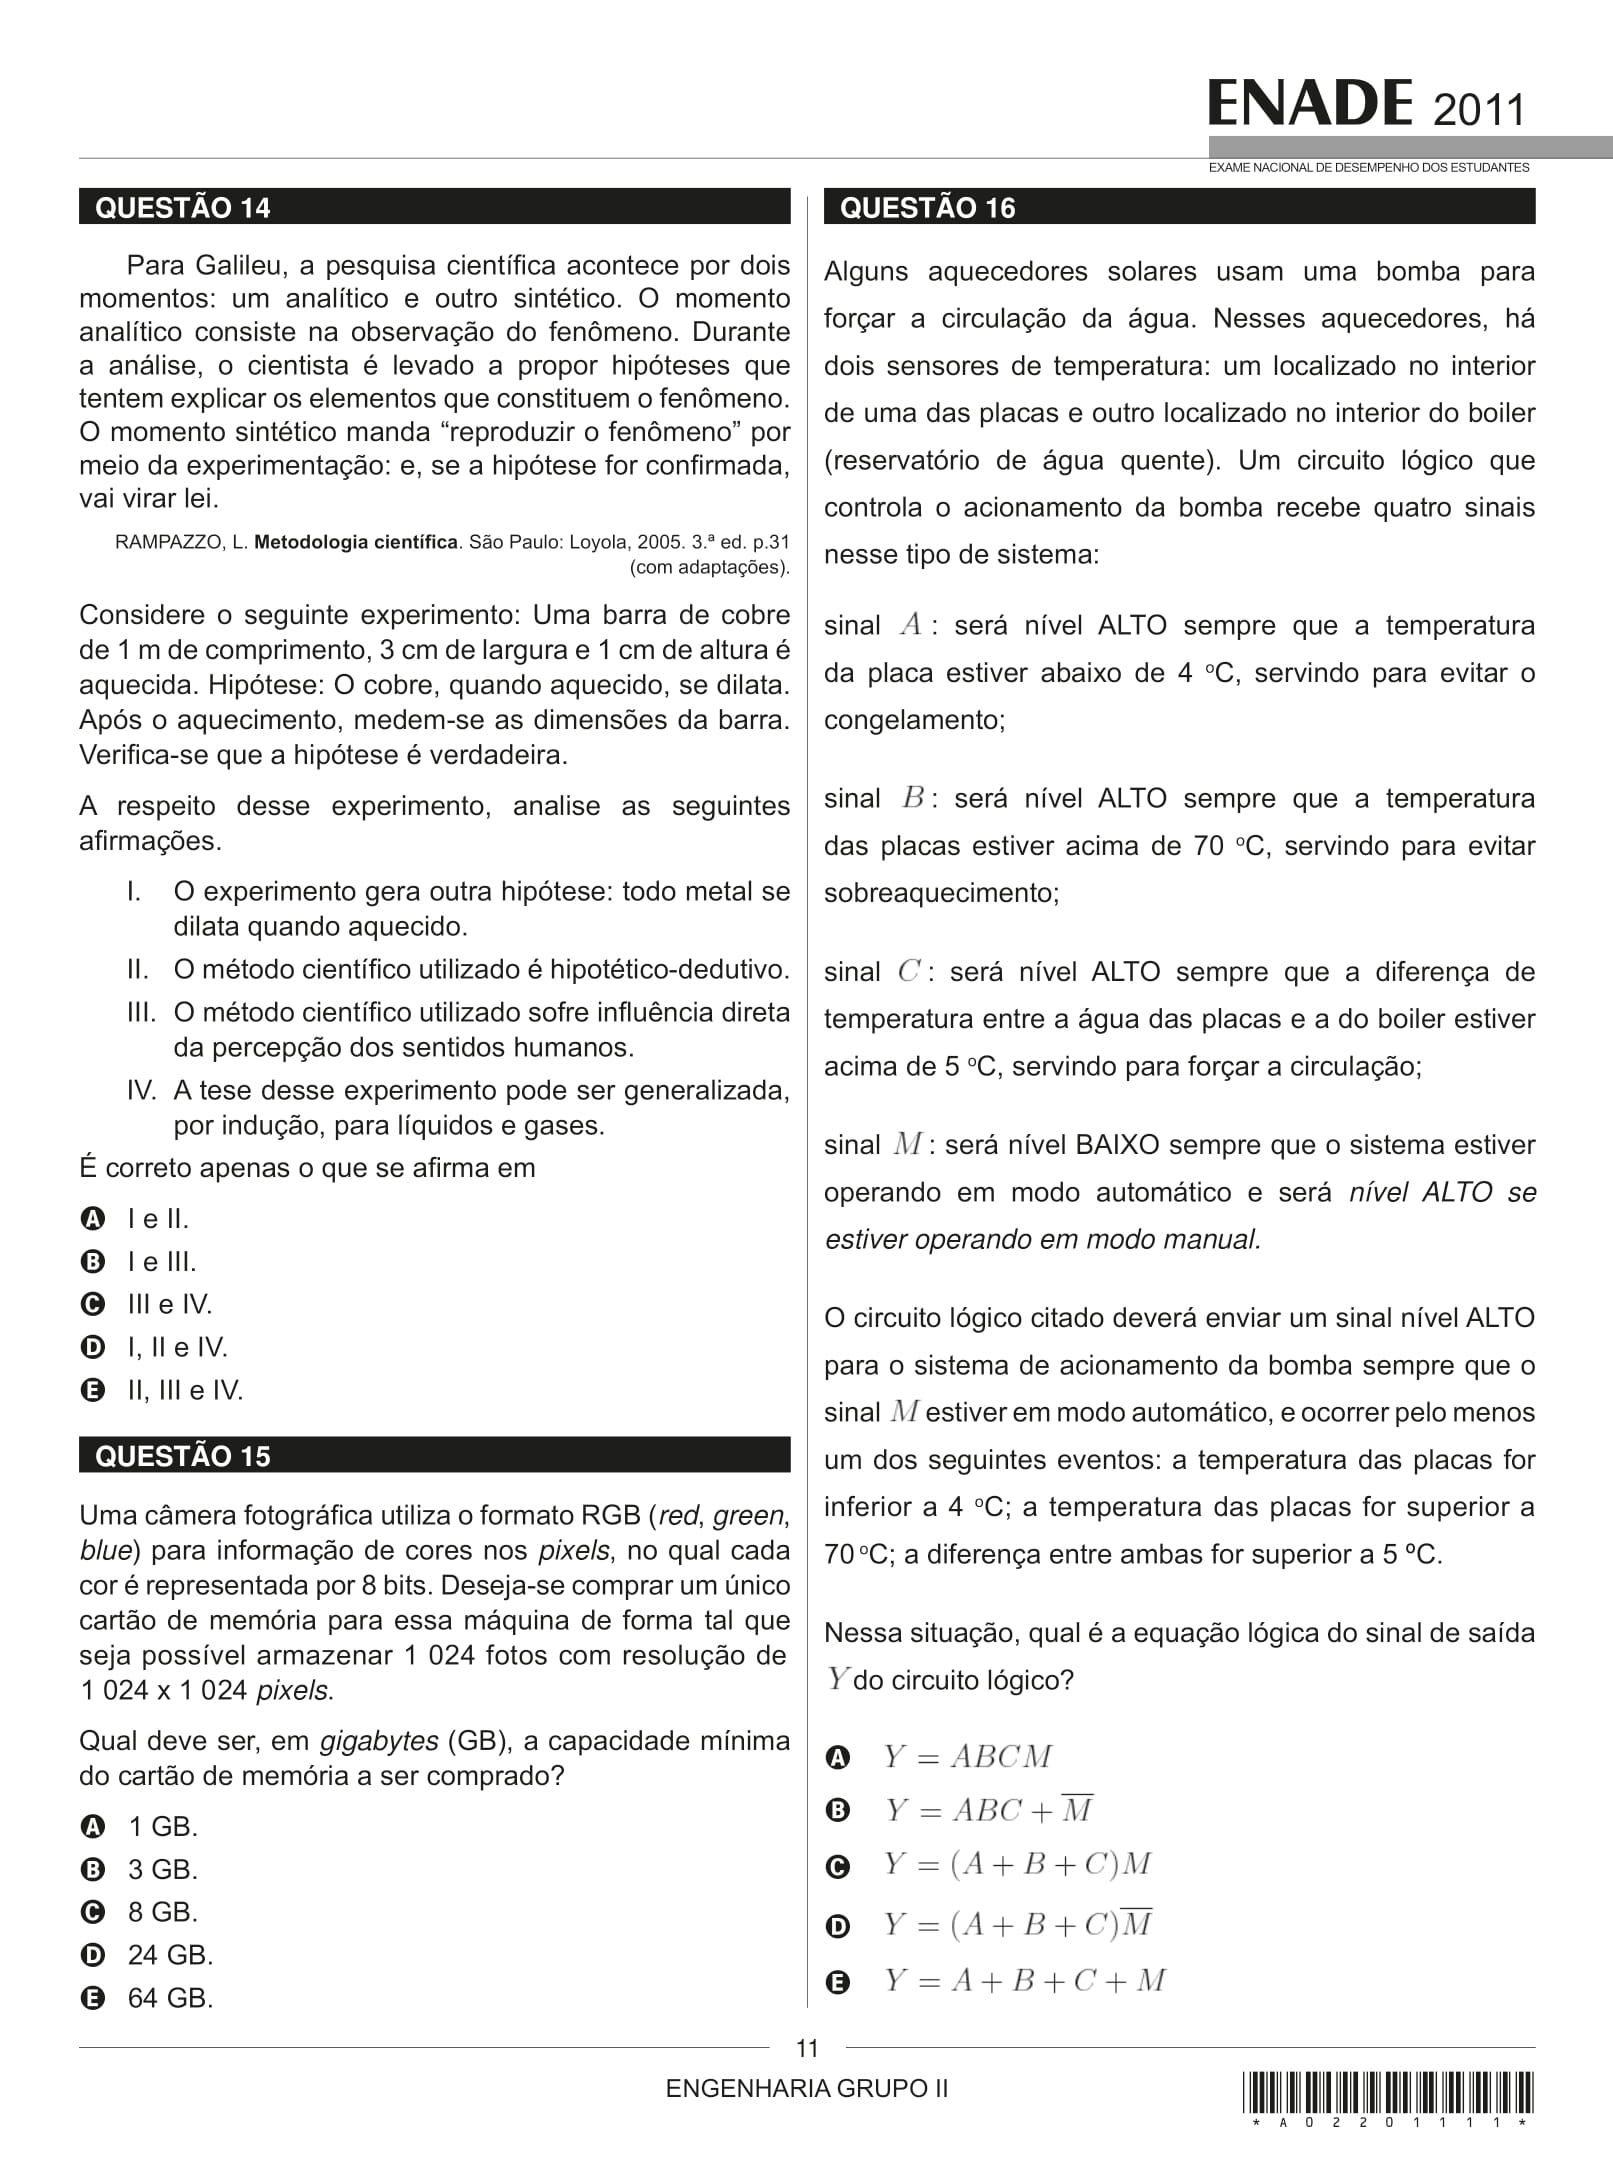 ENADE 2011
EXAME NACIONAL DE DESEMPENHO DOS ESTUDANTES
QUESTÃO 14
Para Galileu, a pesquisa científica acontece por dois
momentos: um analítico e outro sintético. O momento
analítico consiste na observação do fenômeno. Durante
a análise, o cientista é levado a propor hipóteses que
tentem explicar os elementos que constituem o fenômeno.
O momento sintético manda “reproduzir o fenômeno” por
meio da experimentação: e, se a hipótese for confirmada,
vai virar lei.
RAMPAZZO, L. Metodologia científica. São Paulo: Loyola, 2005. 3.ª ed. p.31
(com adaptações).
Considere o seguinte experimento: Uma barra de cobre
de 1 m de comprimento, 3 cm de largura e 1 cm de altura é
aquecida. Hipótese: O cobre, quando aquecido, se dilata.
Após o aquecimento, medem-se as dimensões da barra.
Verifica-se que a hipótese é verdadeira.
A respeito desse experimento, analise as seguintes
afirmações.
I. O experimento gera outra hipótese: todo metal se
dilata quando aquecido.
II. O método científico utilizado é hipotético-dedutivo.
III. O método científico utilizado sofre influência direta
da percepção dos sentidos humanos.
IV. A tese desse experimento pode ser generalizada,
por indução, para líquidos e gases.
É correto apenas o que se afirma em
A I e II.
B I e III.
C III e IV.
D I, II e IV.
E II, III e IV.
QUESTÃO 15
Uma câmera fotográfica utiliza o formato RGB (red, green,
blue) para informação de cores nos pixels, no qual cada
cor é representada por 8 bits. Deseja-se comprar um único
cartão de memória para essa máquina de forma tal que
seja possível armazenar 1 024 fotos com resolução de
1 024 x 1 024 pixels.
Qual deve ser, em gigabytes (GB), a capacidade mínima
do cartão de memória a ser comprado?
A 1 GB.
B 3 GB.
C 8 GB.
D 24 GB.
E 64 GB.
QUESTÃO 16
Alguns aquecedores solares usam uma bomba para
forçar a circulação da água. Nesses aquecedores, há
dois sensores de temperatura: um localizado no interior
de uma das placas e outro localizado no interior do boiler
(reservatório de água quente). Um circuito lógico que
controla o acionamento da bomba recebe quatro sinais
nesse tipo de sistema:
sinal A : será nível ALTO sempre que a temperatura
da placa estiver abaixo de 4 ºC, servindo para evitar o
congelamento;
sinal B : será nível ALTO sempre que a temperatura
das placas estiver acima de 70 ºC, servindo para evitar
sobreaquecimento;
sinal C : será nível ALTO sempre que a diferença de
temperatura entre a água das placas e a do boiler estiver
acima de 5 ºC, servindo para forçar a circulação;
sinal M : será nível BAIXO sempre que o sistema estiver
operando em modo automático e será nível ALTO se
estiver operando em modo manual.
O circuito lógico citado deverá enviar um sinal nível ALTO
para o sistema de acionamento da bomba sempre que o
sinal M estiver em modo automático, e ocorrer pelo menos
um dos seguintes eventos: a temperatura das placas for
inferior a 4 ºC; a temperatura das placas for superior a
70 ºC; a diferença entre ambas for superior a 5 ºC.
Nessa situação, qual é a equação lógica do sinal de saída
Y do circuito lógico?
A Y = ABCM
B Y = ABC + M̅
C Y = (A + B + C)M
D Y = (A + B + C)M̅
E Y = A + B + C + M
11
ENGENHARIA GRUPO II
* A 0 2 2 0 1 1 1 1 *